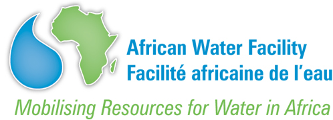 African Water Facility
Facilité africaine de l'eau
Mobilising Resources for Water in Africa